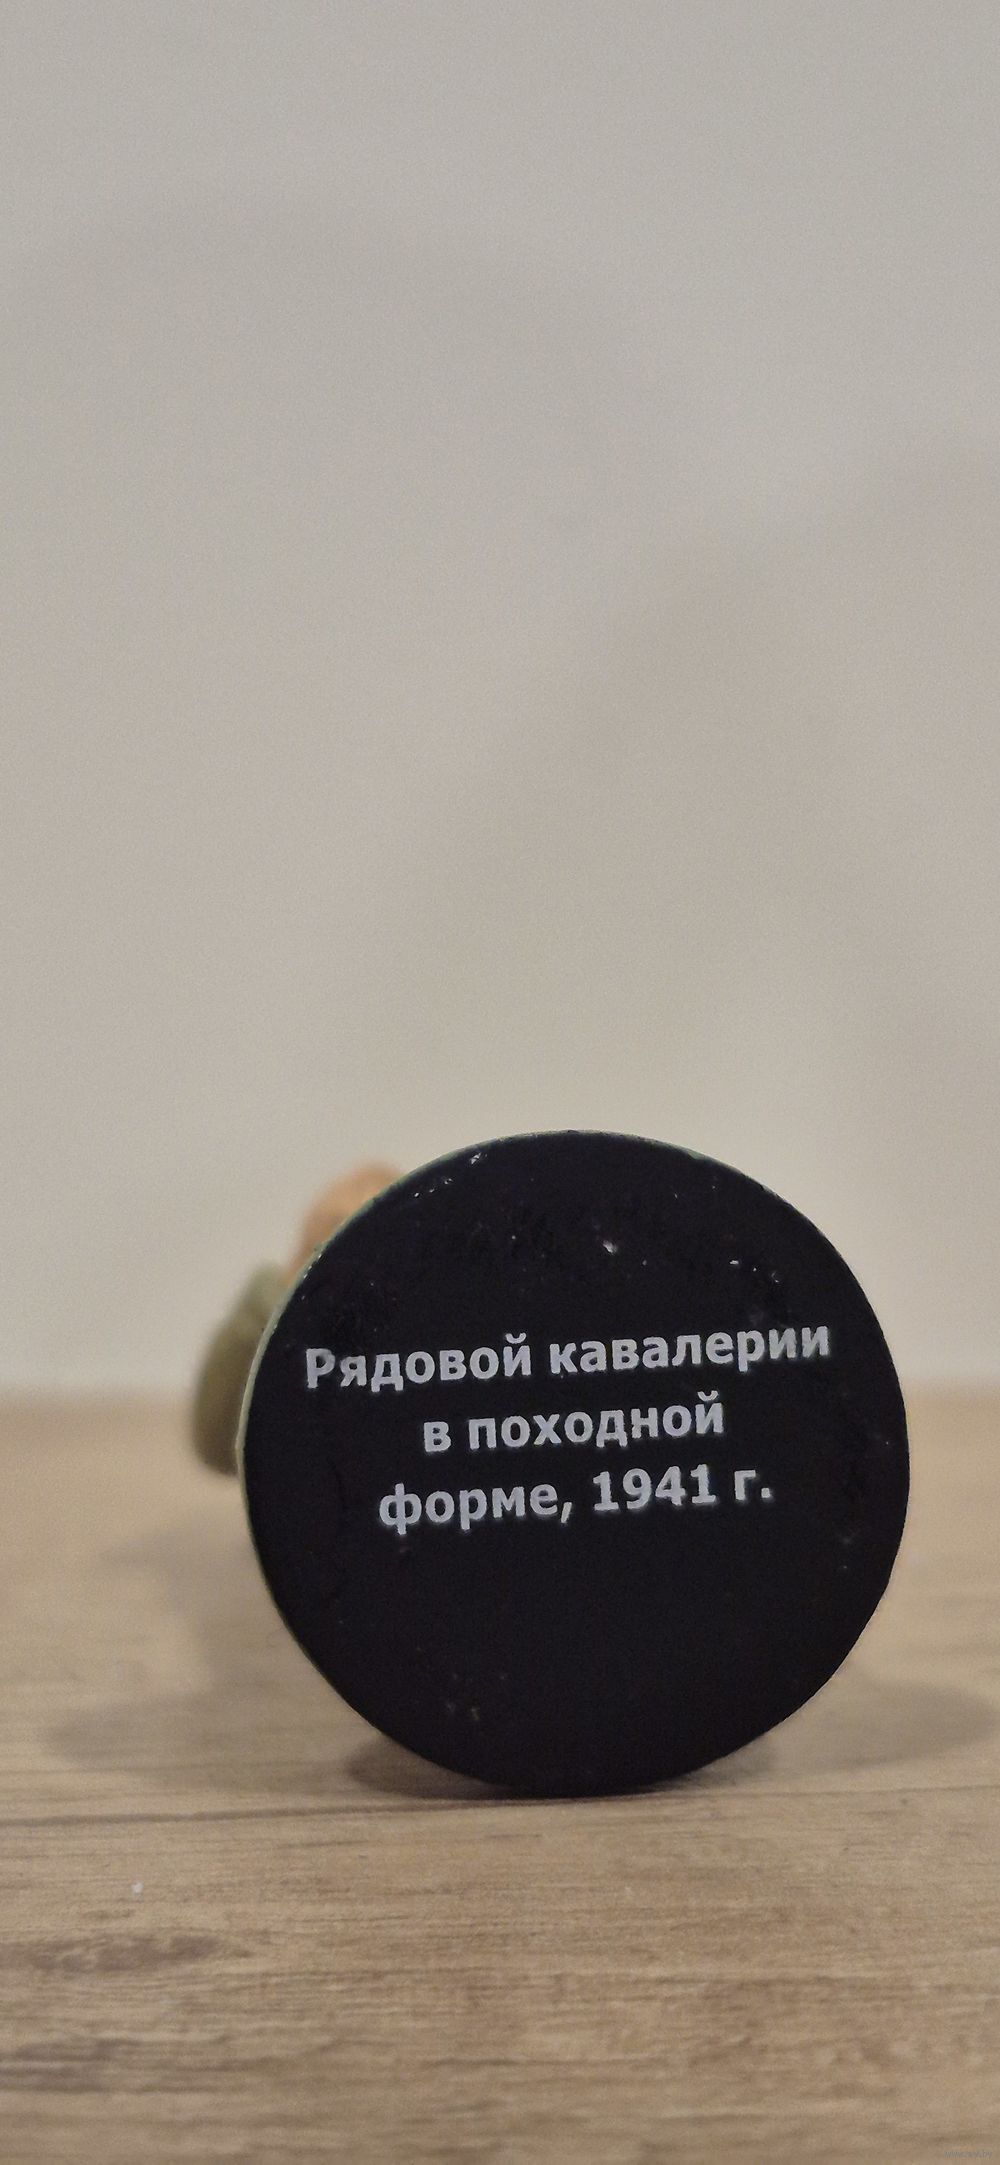 Рядовой кавалерии
в походной
форме, 1941 г.